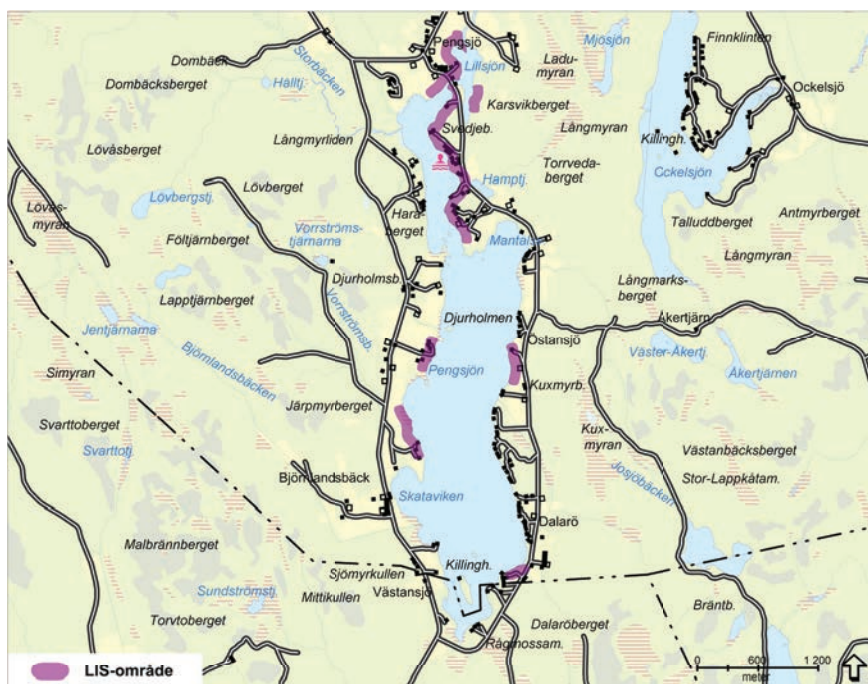 Pengsjö
Dombäck
Storbäcken
Lillsjön
Mjösjön
Ladu-
myran
Finnklinten
Ockelsjö
Dombäcksberget
Hälltj.
Karsvikberget
Långmyrliden
Svedjeb.
Långmyran
Killingh.
Lövåsberget
Torrveda-
berget
Lövberget
Hamptj.
Lövås-
myran
Lövbergstj.
Hara-
berget
Talluddberget
Antmyrberget
Vorrströms-
tjärnarna
Föltjärnberget
Långmyran
Djurholmsb.
Långmarks-
berget
Lapptjärnberget
Vorrströmsb.
Jentjärnarna
Djurholmen
Åkertjärn
Östansjö
Väster-Åkertj.
Björnlandsbäcken
Pengsjön
Åkertjärnen
Simyran
Kuxmyrb.
Järpmyrberget
Svarttoberget
Kux-
myran
Svarttotj.
Västanbäcksberget
Josjöbäcken
Stor-Lappkåtam.
Björnlandsbäck
Skataviken
Dalarö
Malbrännberget
Killingh.
Sjömyrkullen
Västansjö
Sundströmstj.
Mittikullen
Bräntb.
Torvtoberget
Dalaröberget
Rågmossam.
LIS-område
0 600 1 200
meter